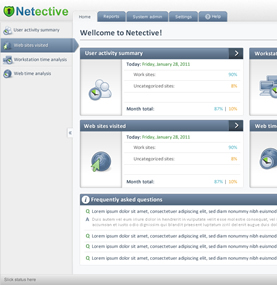 Netective
Home
Reports
System admin
Settings
Help
User activity summary
Web sites visited
Workstation time analysis
Web time analysis
Wellcome to Netective!
User activity summary
Today: Friday, January 28, 2011
Work sites: 90%
Uncategorized sites: 8%
Month total: 87% | 10%
Workstati
Web sites visited
Today: Friday, January 28, 2011
Work sites: 90%
Uncategorized sites: 8%
Month total: 87% | 10%
Web time
Frequently asked questions
Q Lorem ipsum dolor sit amet, consectetuer adipiscing elit, sed diam nonummy nibh euismod
A
Q Lorem ipsum dolor sit amet, consectetuer adipiscing elit, sed diam nonummy nibh euismod
Q Lorem ipsum dolor sit amet, consectetuer adipiscing elit, sed diam nonummy nibh euismod
Q Lorem ipsum dolor sit amet, consectetuer adipiscing elit, sed diam nonummy nibh euismod
status here